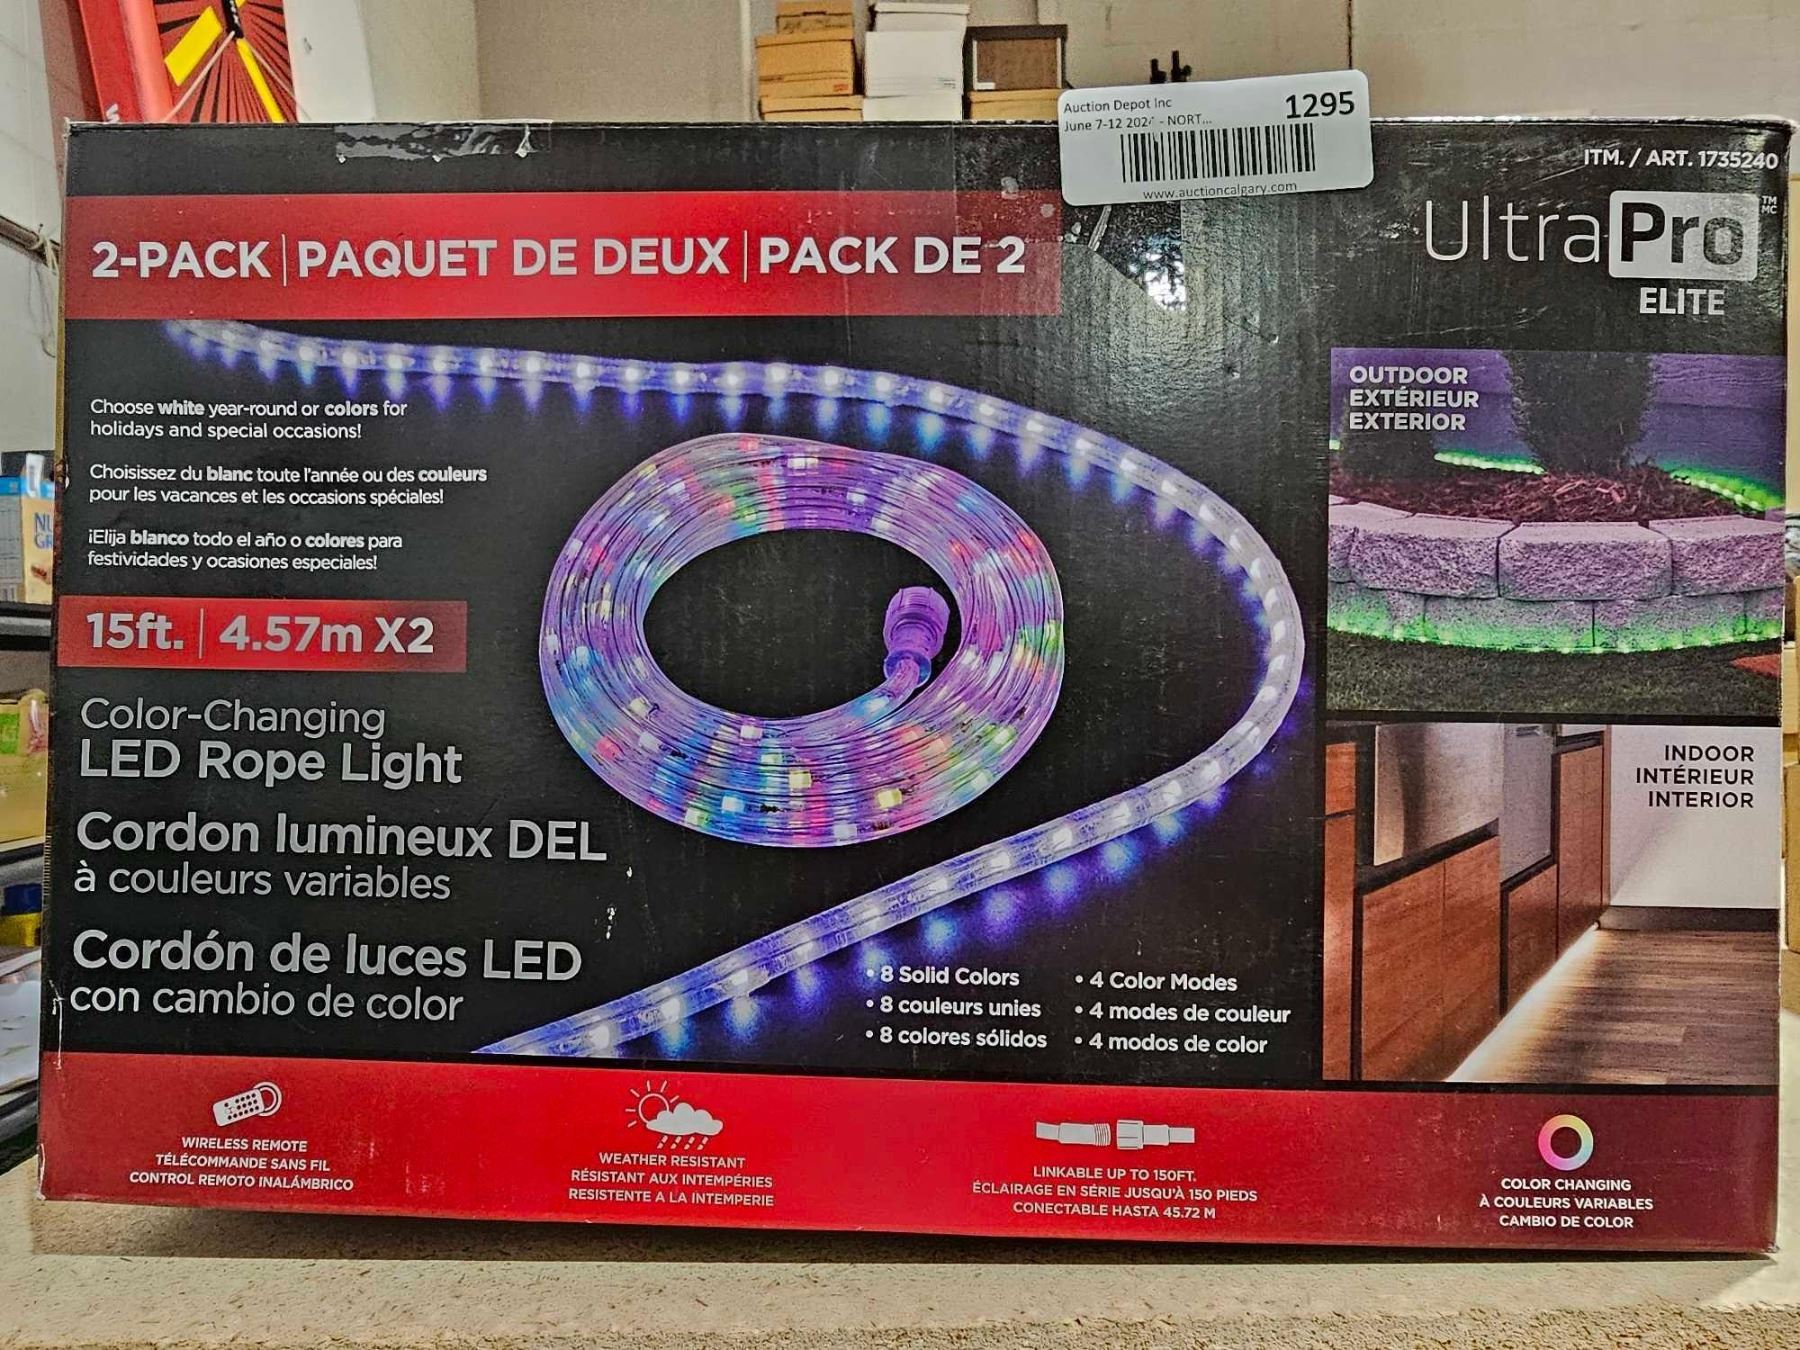 Auction Depot Inc
1295
June 7-12 2024 - NORT...
www.auctioncalgary.com
ITM. / ART. 1735240
UltraPro
TM
MC
ELITE
2-PACK | PAQUET DE DEUX | PACK DE 2
Choose white year-round or colors for
holidays and special occasions!
Choisissez du blanc toute l'année ou des couleurs
pour les vacances et les occasions spéciales!
¡Elija blanco todo el año o colores para
festividades y ocasiones especiales!
15ft. | 4.57m X2
Color-Changing
LED Rope Light
Cordon lumineux DEL
à couleurs variables
Cordón de luces LED
con cambio de color
OUTDOOR
EXTÉRIEUR
EXTERIOR
INDOOR
INTÉRIEUR
INTERIOR
• 8 Solid Colors
• 8 couleurs unies
• 8 colores sólidos
• 4 Color Modes
• 4 modes de couleur
• 4 modos de color
WIRELESS REMOTE
TÉLÉCOMMANDE SANS FIL
CONTROL REMOTO INALÁMBRICO
WEATHER RESISTANT
RÉSISTANT AUX INTEMPÉRIES
RESISTENTE A LA INTEMPERIE
LINKABLE UP TO 150FT.
ÉCLAIRAGE EN SÉRIE JUSQU'À 150 PIEDS
CONECTABLE HASTA 45.72 M
COLOR CHANGING
À COULEURS VARIABLES
CAMBIO DE COLOR